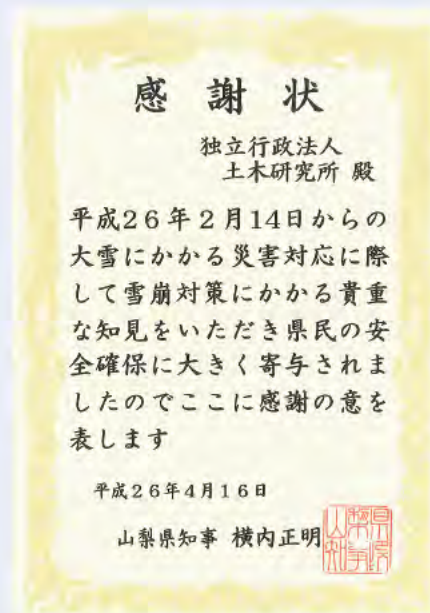 感謝状
独立行政法人
土木研究所 殿
平成26年2月14日からの
大雪にかかる災害対応に際
して雪崩対策にかかる貴重
な知見をいただき県民の安
全確保に大きく寄与されま
したのでここに感謝の意を
表します
平成26年4月16日
山梨県知事 横内正明